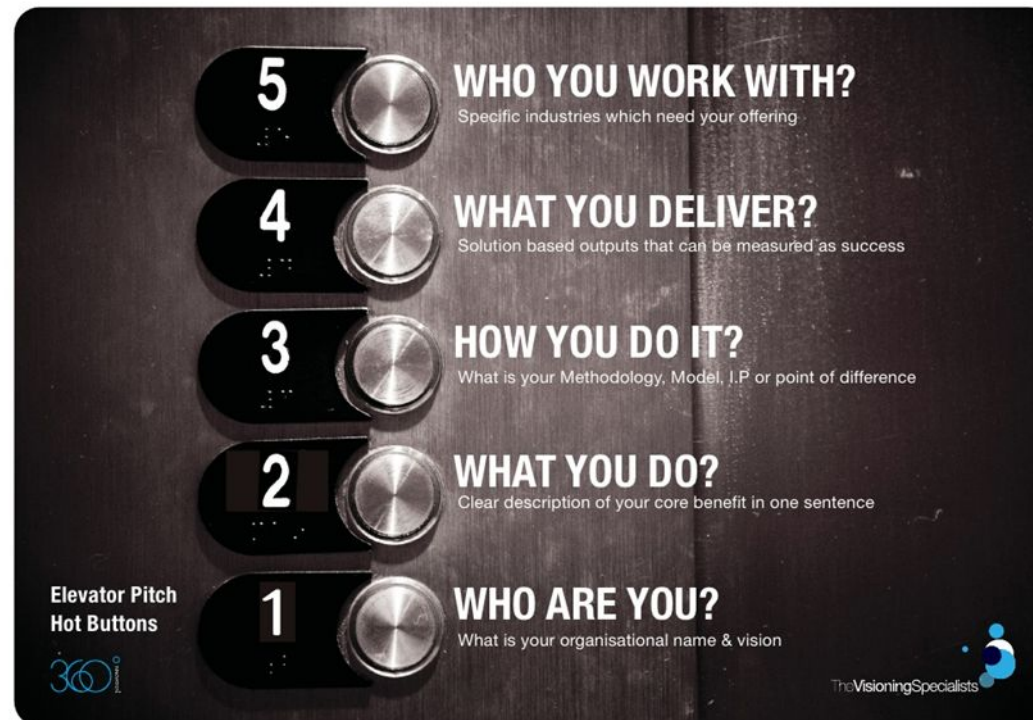 5
WHO YOU WORK WITH?
Specific industries which need your offering
4
WHAT YOU DELIVER?
Solution based outputs that can be measured as success
3
HOW YOU DO IT?
What is your Methodology, Model, I.P or point of difference
2
WHAT YOU DO?
Clear description of your core benefit in one sentence
1
WHO ARE YOU?
What is your organisational name & vision
Elevator Pitch
Hot Buttons
360°
TheVisioningSpecialists